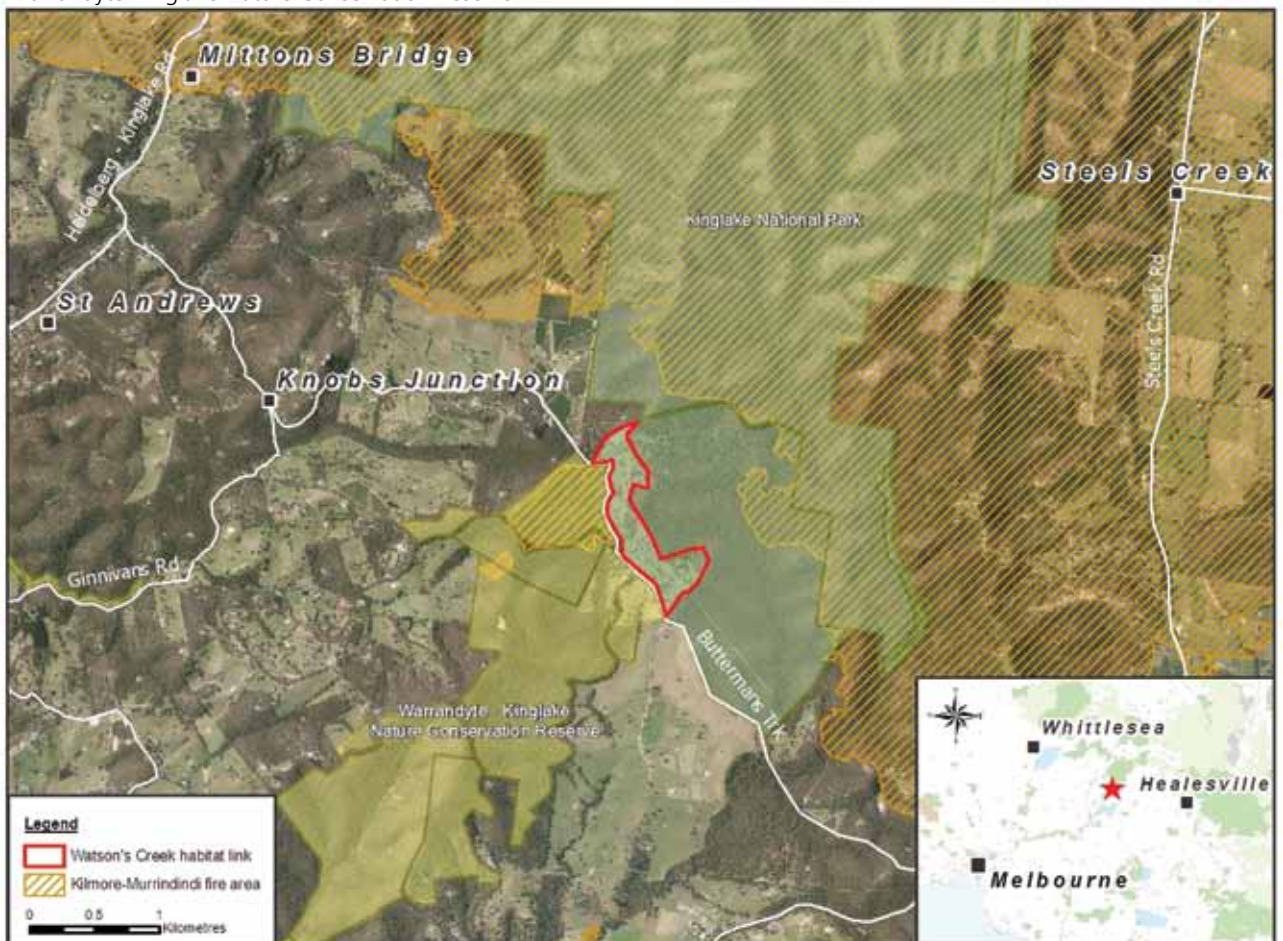 Mittons Bridge
Heidelberg - Kinglake Rd
Steels Creek
Kinglake National Park
St Andrews
Steels Creek Rd
Knobs Junction
Ginnivans Rd
Buttermans Trk
Warrandyte - Kinglake
Nature Conservation Reserve
Legend
Watson's Creek habitat link
Kilmore-Murrindindi fire area
0 0.5 1
Kilometres
Whittlesea
Healesville
Melbourne